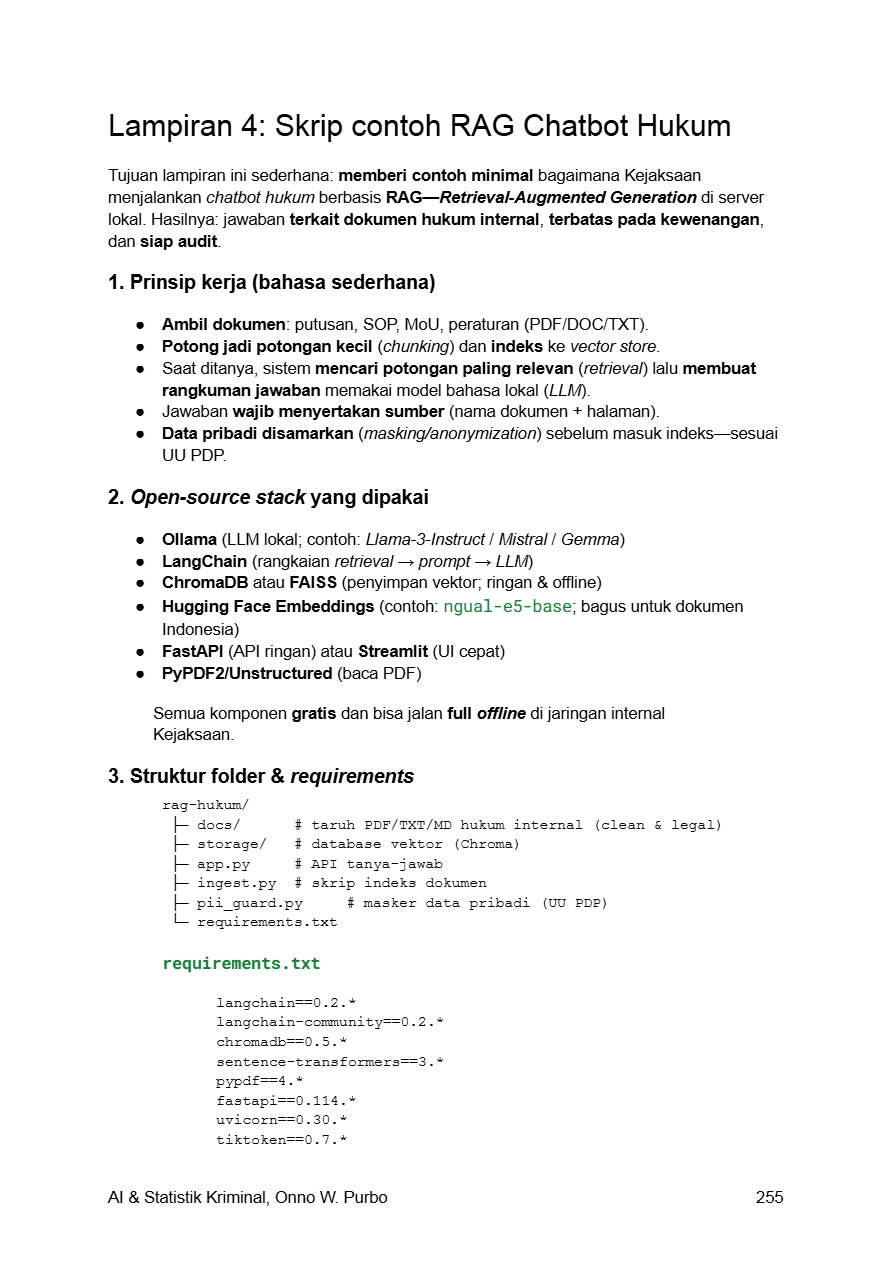 Lampiran 4: Skrip contoh RAG Chatbot Hukum
Tujuan lampiran ini sederhana: memberi contoh minimal bagaimana Kejaksaan
menjalankan chatbot hukum berbasis RAG—Retrieval-Augmented Generation di server
lokal. Hasilnya: jawaban terkait dokumen hukum internal, terbatas pada kewenangan,
dan siap audit.
1. Prinsip kerja (bahasa sederhana)
● Ambil dokumen: putusan, SOP, MoU, peraturan (PDF/DOC/TXT).
● Potong jadi potongan kecil (chunking) dan indeks ke vector store.
● Saat ditanya, sistem mencari potongan paling relevan (retrieval) lalu membuat
rangkuman jawaban memakai model bahasa lokal (LLM).
● Jawaban wajib menyertakan sumber (nama dokumen + halaman).
● Data pribadi disamarkan (masking/anonymization) sebelum masuk indeks—sesuai
UU PDP.
2. Open-source stack yang dipakai
● Ollama (LLM lokal; contoh: Llama-3-Instruct / Mistral / Gemma)
● LangChain (rangkaian retrieval → prompt → LLM)
● ChromaDB atau FAISS (penyimpan vektor; ringan & offline)
● Hugging Face Embeddings (contoh: ngual-e5-base; bagus untuk dokumen
Indonesia)
● FastAPI (API ringan) atau Streamlit (UI cepat)
● PyPDF2/Unstructured (baca PDF)
Semua komponen gratis dan bisa jalan full offline di jaringan internal
Kejaksaan.
3. Struktur folder & requirements
rag-hukum/
├─ docs/ # taruh PDF/TXT/MD hukum internal (clean & legal)
├─ storage/ # database vektor (Chroma)
├─ app.py # API tanya-jawab
├─ ingest.py # skrip indeks dokumen
├─ pii_guard.py # masker data pribadi (UU PDP)
└─ requirements.txt
requirements.txt
langchain==0.2.*
langchain-community==0.2.*
chromadb==0.5.*
sentence-transformers==3.*
pypdf==4.*
fastapi==0.114.*
uvicorn==0.30.*
tiktoken==0.7.*
AI & Statistik Kriminal, Onno W. Purbo 255